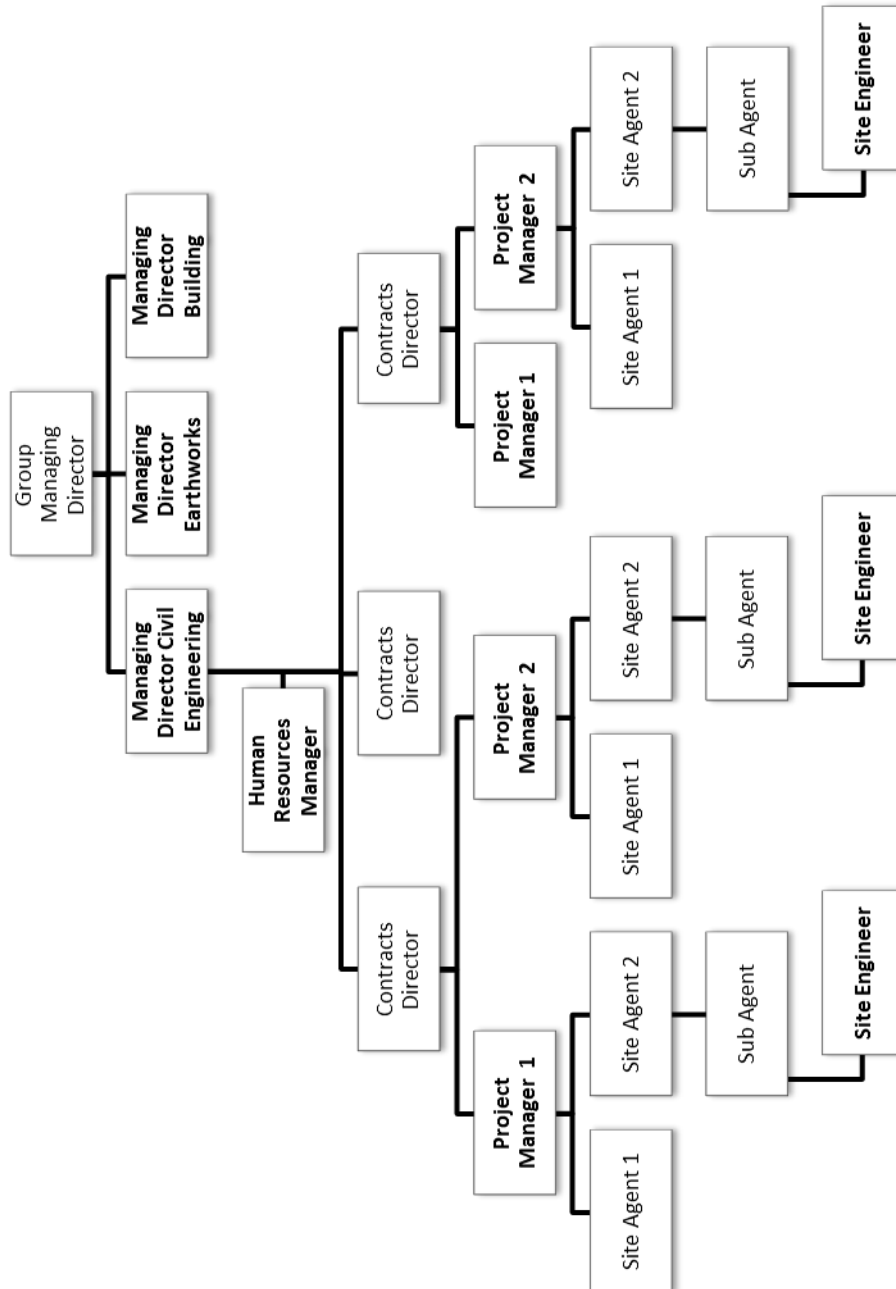 Group
Managing
Director
Managing
Director Civil
Engineering
Managing
Director
Earthworks
Managing
Director
Building
Human
Resources
Manager
Contracts
Director
Contracts
Director
Contracts
Director
Project
Manager 1
Project
Manager 2
Project
Manager 1
Project
Manager 2
Site Agent 1
Site Agent 2
Site Agent 1
Site Agent 2
Site Agent 1
Site Agent 2
Sub Agent
Sub Agent
Sub Agent
Site Engineer
Site Engineer
Site Engineer